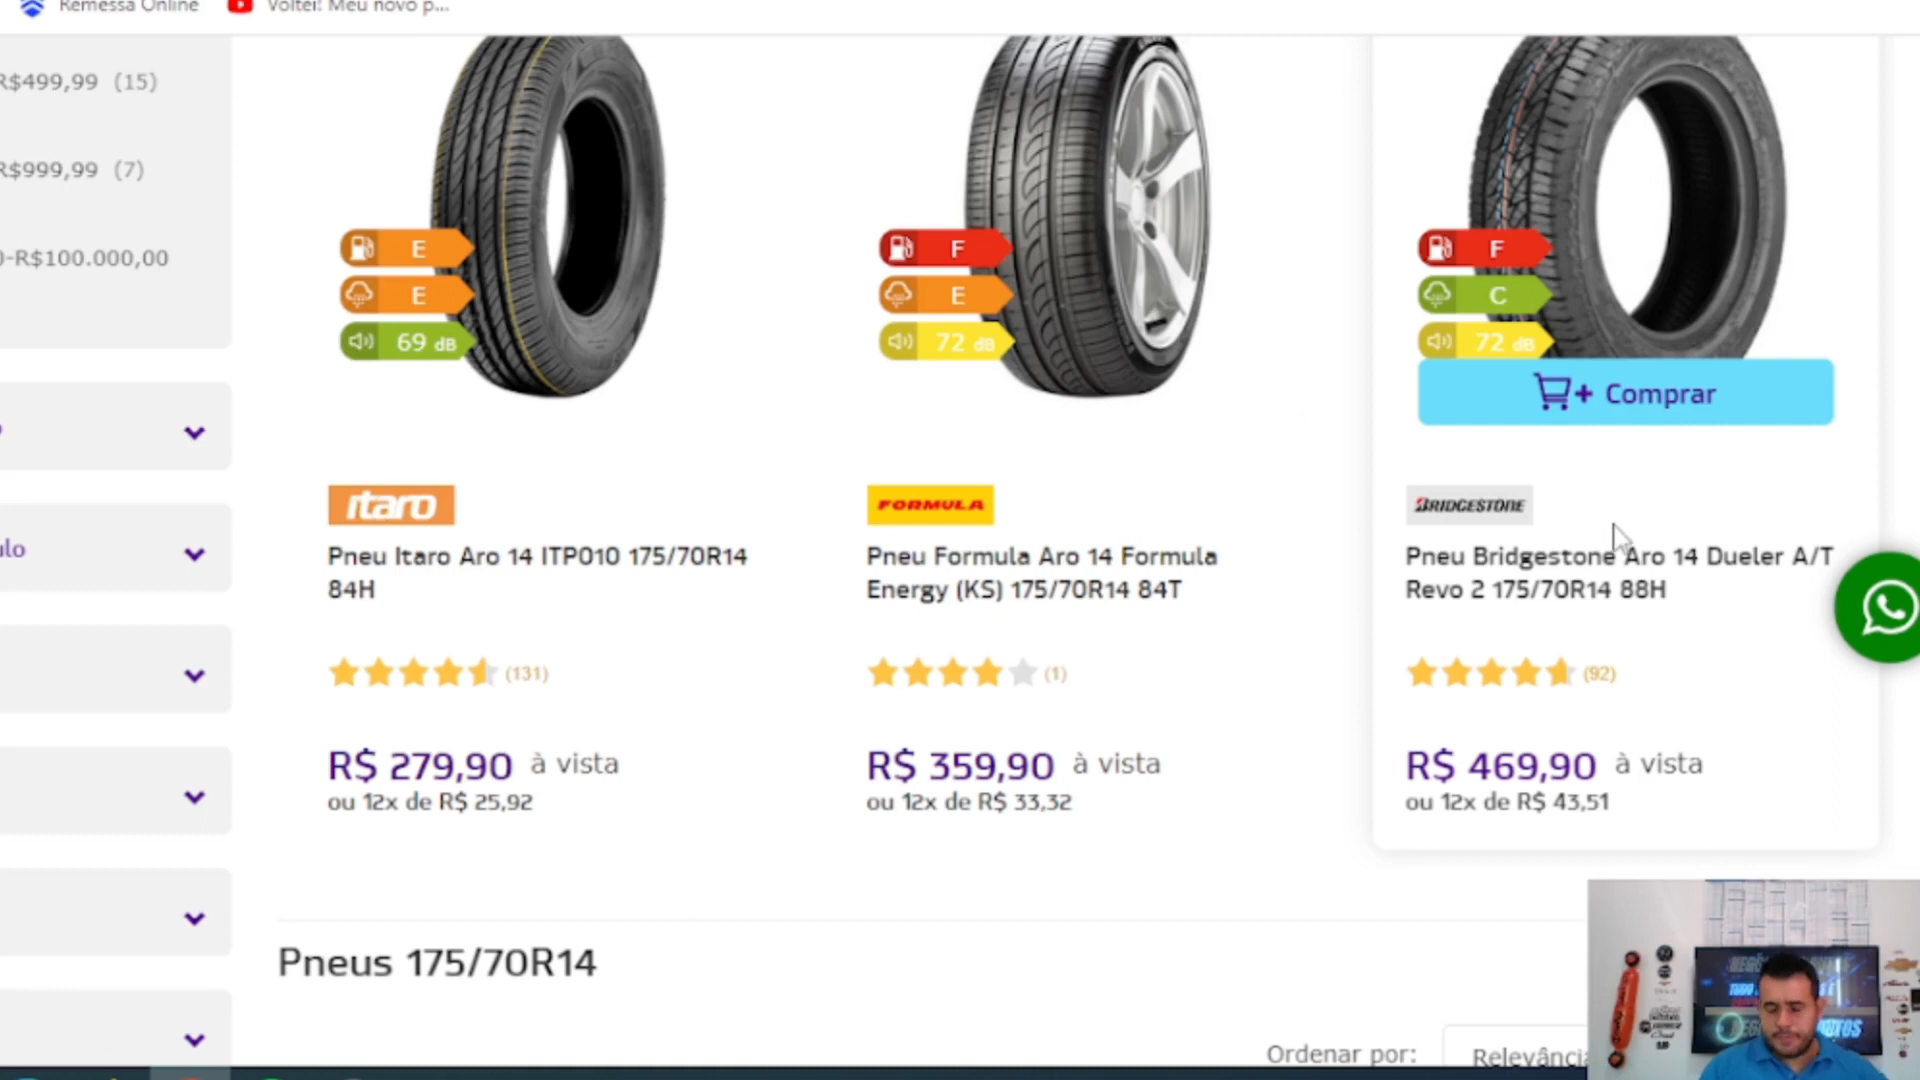 Remessa Online
Voltei! Meu novo p...
R$499,99 (15)
R$999,99 (7)
0-R$100.000,00
E
E
69 dB
F
E
72 dB
F
C
72 dB
Comprar
itaro
FORMULA
BRIDGESTONE
Pneu Itaro Aro 14 ITP010 175/70R14
84H
Pneu Formula Aro 14 Formula
Energy (KS) 175/70R14 84T
Pneu Bridgestone Aro 14 Dueler A/T
Revo 2 175/70R14 88H
(131)
(1)
(92)
R$ 279,90 à vista
ou 12x de R$ 25,92
R$ 359,90 à vista
ou 12x de R$ 33,32
R$ 469,90 à vista
ou 12x de R$ 43,51
Pneus 175/70R14
Ordenar por:
Relevância